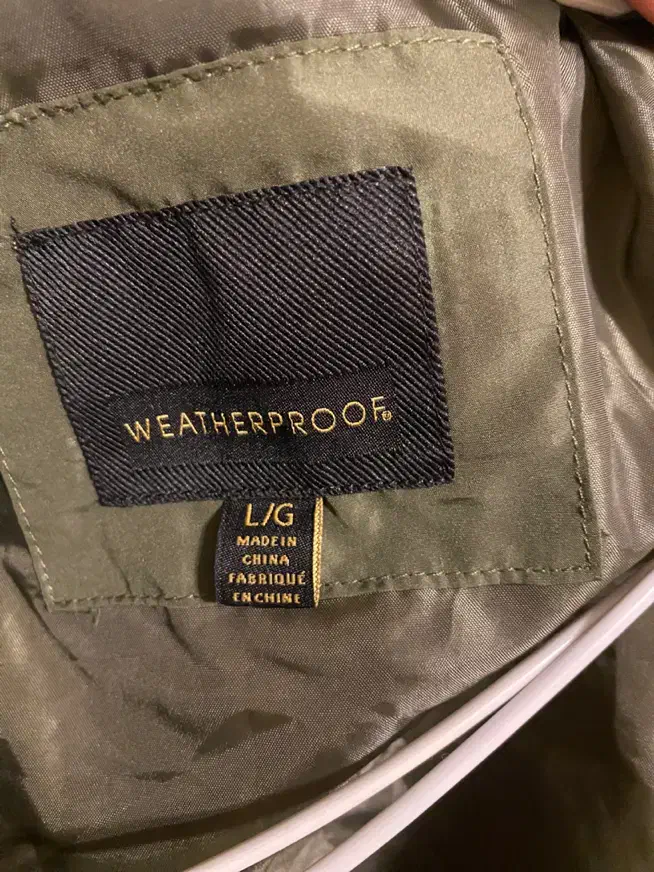 WEATHERPROOF®
L/G
MADE IN
CHINA
FABRIQUÉ
EN CHINE